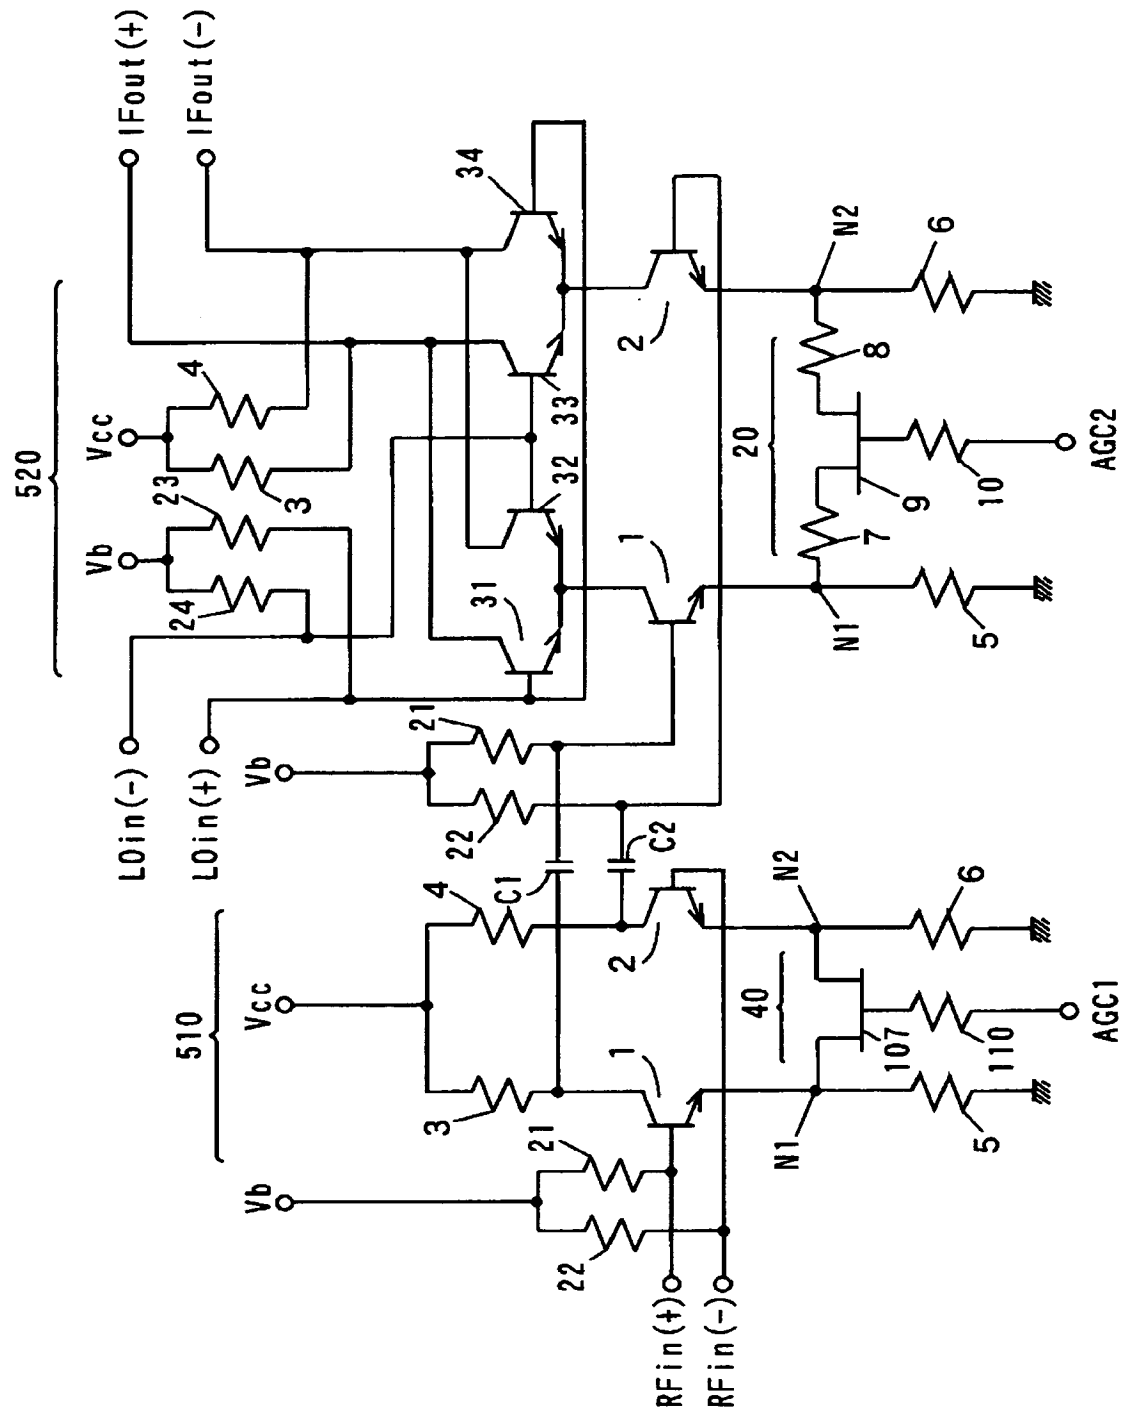 IFout(+)
IFout(-)
520
Vcc
Vb
4
3
23
24
LOin(-)
LOin(+)
34
33
32
31
Vb
21
22
2
1
N2
N1
6
5
8
7
20
9
10
AGC2
510
Vcc
Vb
4
3
C1
C2
2
1
21
22
RFin(+)
RFin(-)
N2
N1
40
107
110
6
5
AGC1